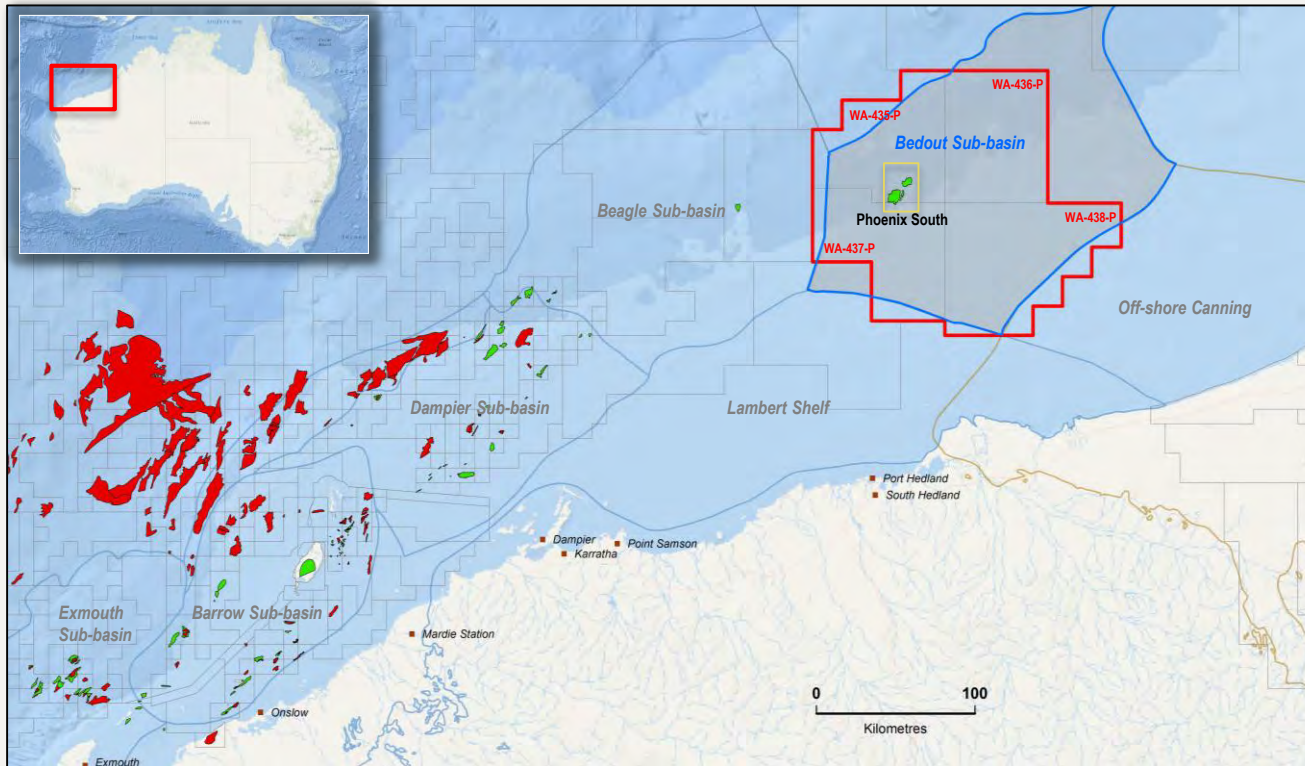 WA-436-P
WA-435-P
Bedout Sub-basin
Beagle Sub-basin
Phoenix South
WA-438-P
WA-437-P
Off-shore Canning
Dampier Sub-basin
Lambert Shelf
Port Hedland
South Hedland
Dampier
Point Samson
Karratha
Exmouth
Sub-basin
Barrow Sub-basin
Mardie Station
0
100
Kilometres
Onslow
Exmouth